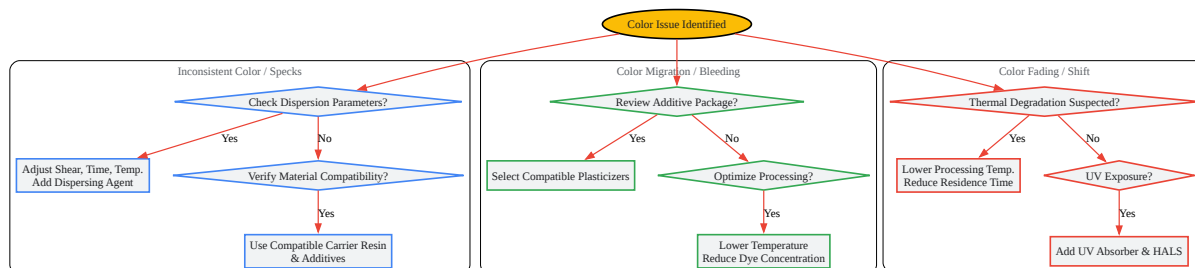 Color Issue Identified
Inconsistent Color / Specks
Check Dispersion Parameters?
Yes
No
Adjust Shear, Time, Temp.
Add Dispersing Agent
Verify Material Compatibility?
Yes
Use Compatible Carrier Resin
& Additives
Color Migration / Bleeding
Review Additive Package?
Yes
No
Select Compatible Plasticizers
Optimize Processing?
Yes
Lower Temperature
Reduce Dye Concentration
Color Fading / Shift
Thermal Degradation Suspected?
Yes
No
Lower Processing Temp.
Reduce Residence Time
UV Exposure?
Yes
Add UV Absorber & HALS